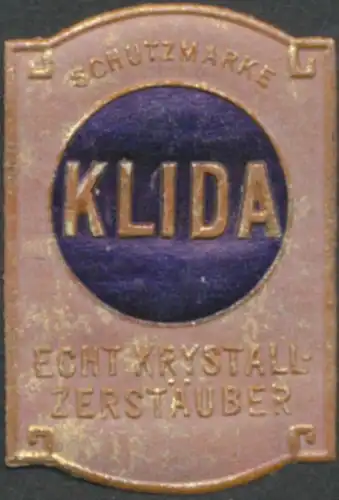 SCHUTZMARKE
KLIDA
ECHT KRYSTALL-
ZERSTÄUBER